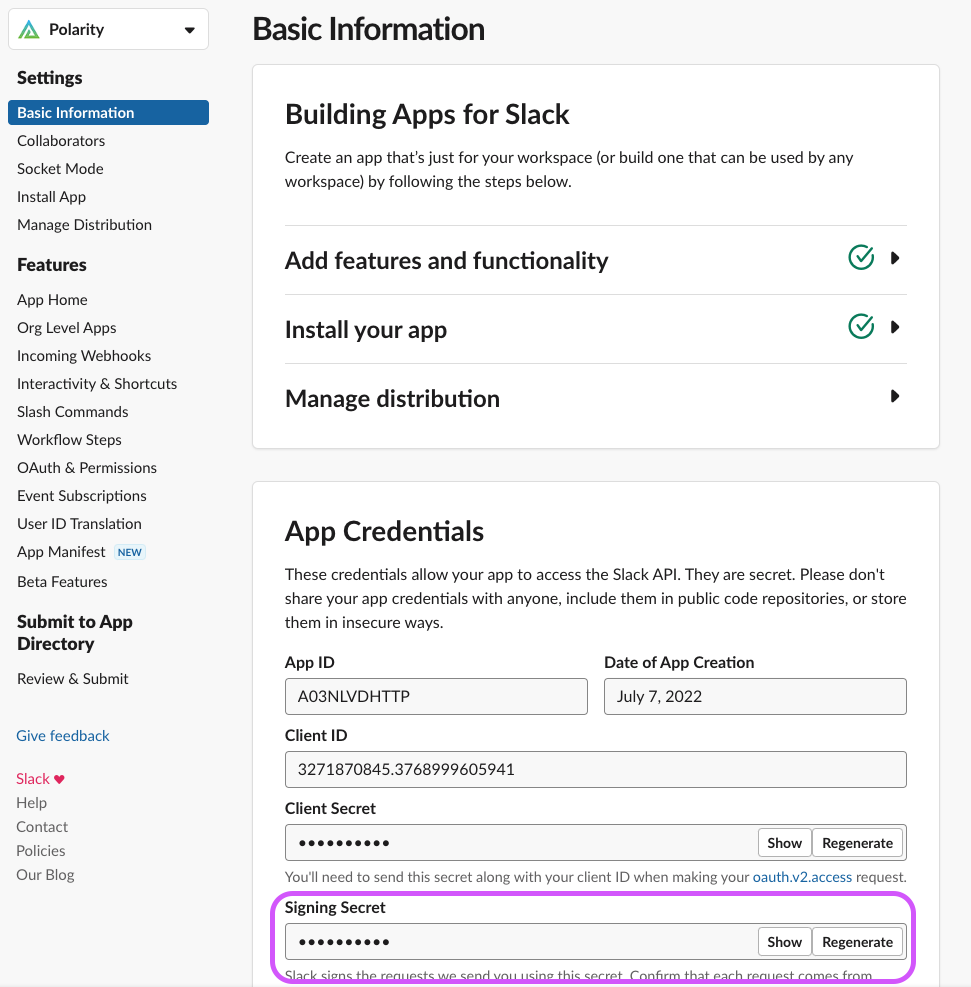 Polarity
Settings
Basic Information
Collaborators
Socket Mode
Install App
Manage Distribution
Features
App Home
Org Level Apps
Incoming Webhooks
Interactivity & Shortcuts
Slash Commands
Workflow Steps
OAuth & Permissions
Event Subscriptions
User ID Translation
App Manifest NEW
Beta Features
Submit to App
Directory
Review & Submit
Give feedback
Slack ♥
Help
Contact
Policies
Our Blog
Basic Information
Building Apps for Slack
Create an app that’s just for your workspace (or build one that can be used by any
workspace) by following the steps below.
Add features and functionality
Install your app
Manage distribution
App Credentials
These credentials allow your app to access the Slack API. They are secret. Please don't
share your app credentials with anyone, include them in public code repositories, or store
them in insecure ways.
App ID
A03NLVDHTTP
Date of App Creation
July 7, 2022
Client ID
3271870845.3768999605941
Client Secret
•••••••••• Show Regenerate
You'll need to send this secret along with your client ID when making your oauth.v2.access request.
Signing Secret
•••••••••• Show Regenerate
Slack signs the requests we send you using this secret. Confirm that each request comes from